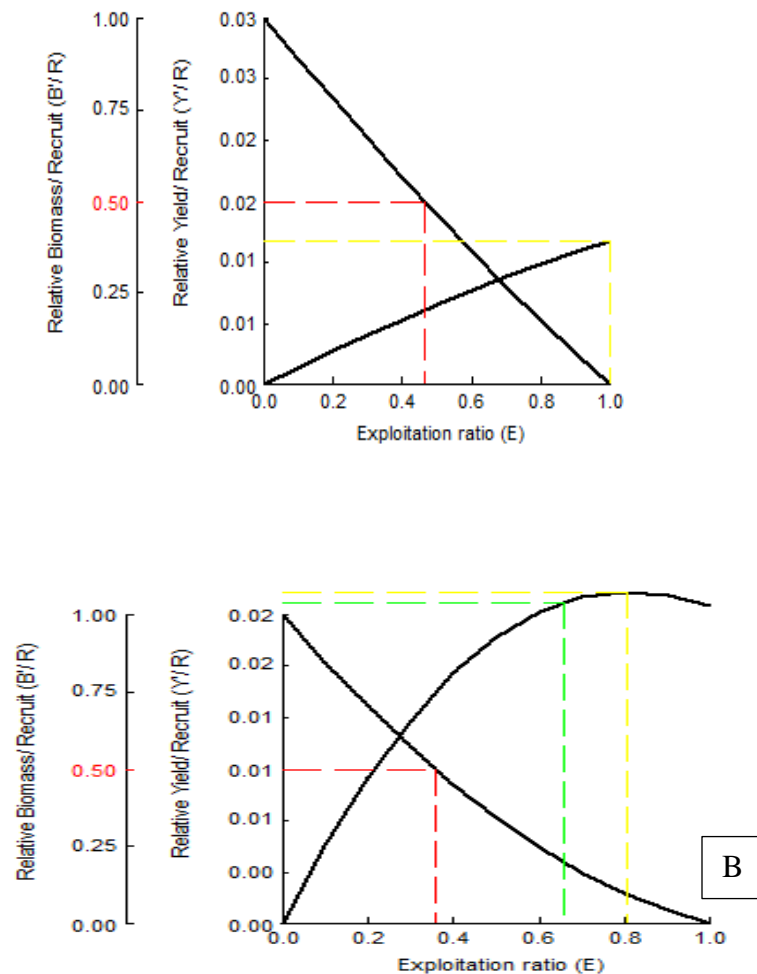 Relative Biomass/ Recruit (B'/ R)
1.00
0.75
0.50
0.25
0.00
Relative Yield/ Recruit (Y'/ R)
0.03
0.03
0.02
0.02
0.01
0.01
0.00
0.0 0.2 0.4 0.6 0.8 1.0
Exploitation ratio (E)
Relative Biomass/ Recruit (B'/ R)
1.00
0.75
0.50
0.25
0.00
Relative Yield/ Recruit (Y'/ R)
0.02
0.02
0.01
0.01
0.01
0.00
0.00
0.0 0.2 0.4 0.6 0.8 1.0
Exploitation ratio (E)
B